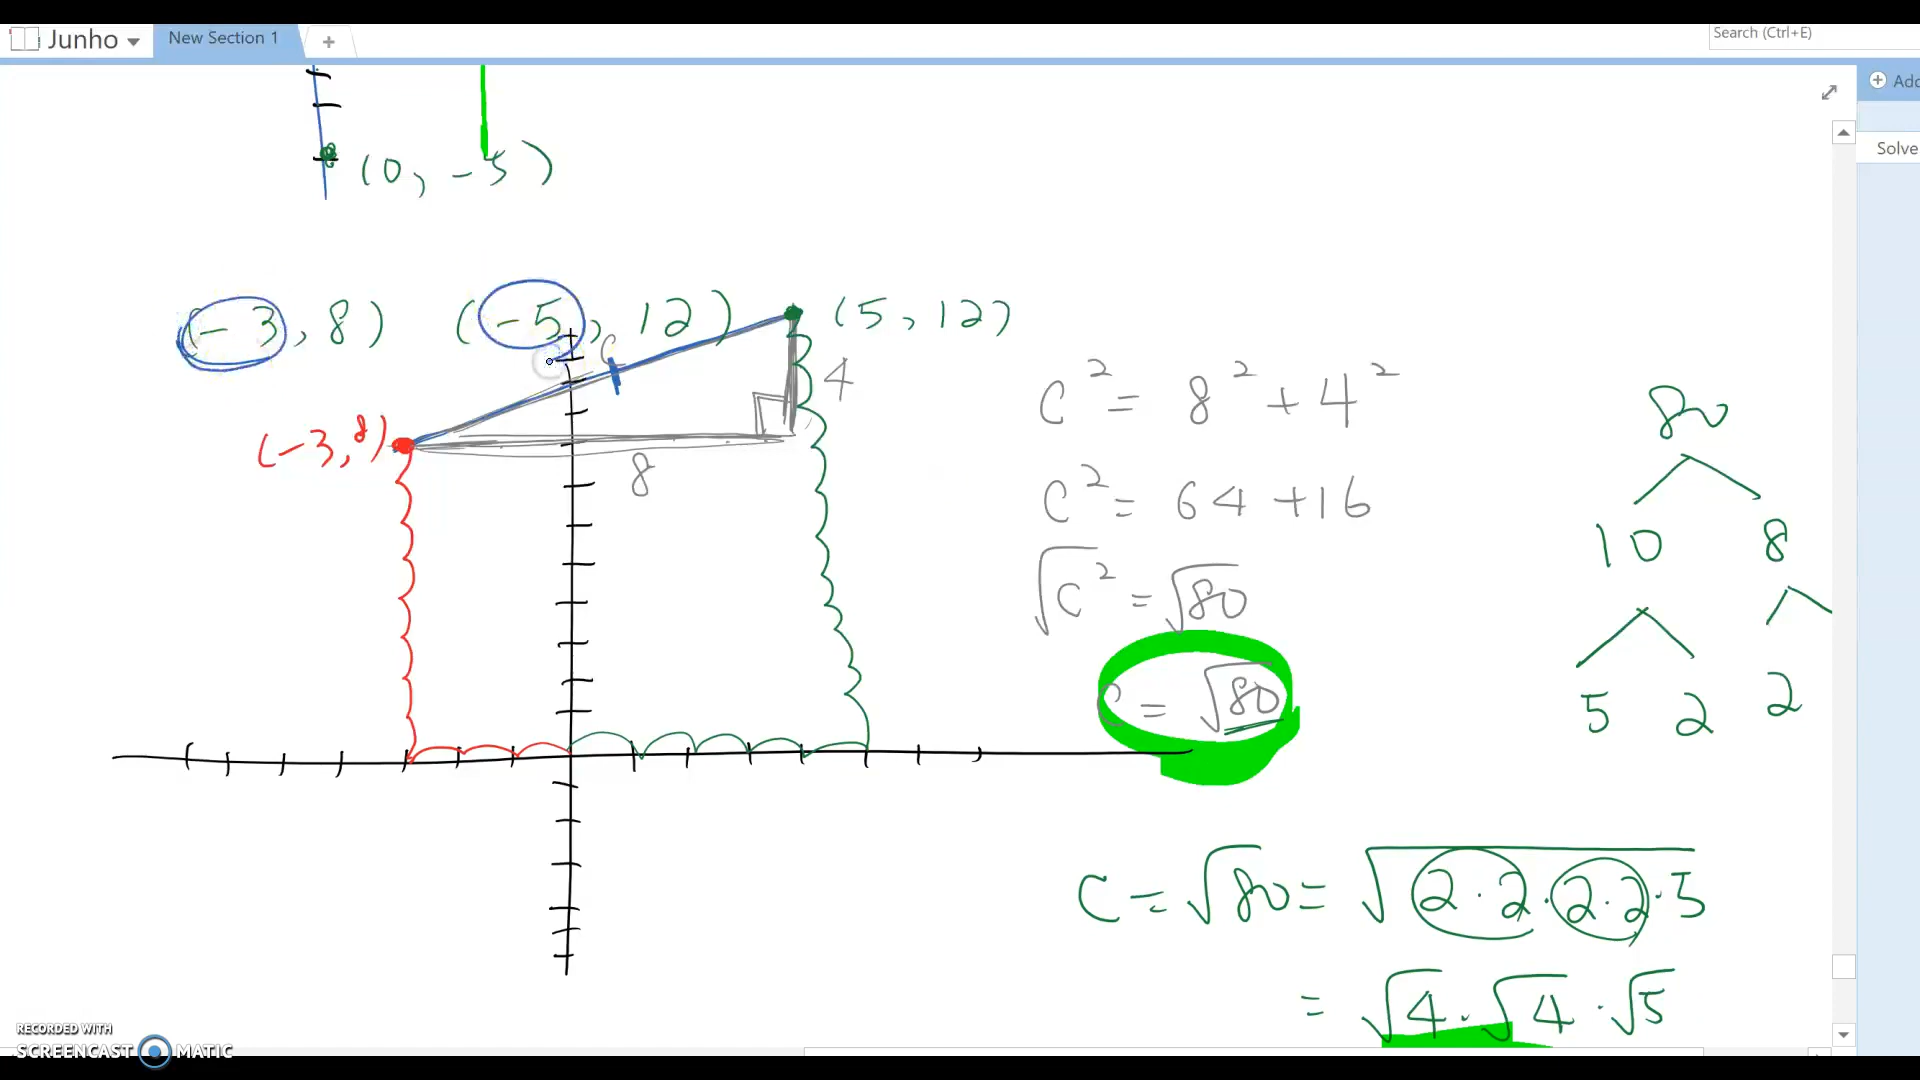 Junho
New Section 1
+
Search (Ctrl+E)
Add
Solve
(0, -5)
(-3, 8) (-5, 12) (5, 12)
C
4
(-3, 8)
8
C² = 8² + 4²
C² = 64 + 16
√C² = √80
C = √80
80
10 8
5 2 2
C = √80 = √2·2·2·2·5
= √4 · √4 · √5
RECORDED WITH
SCREENCAST MATIC